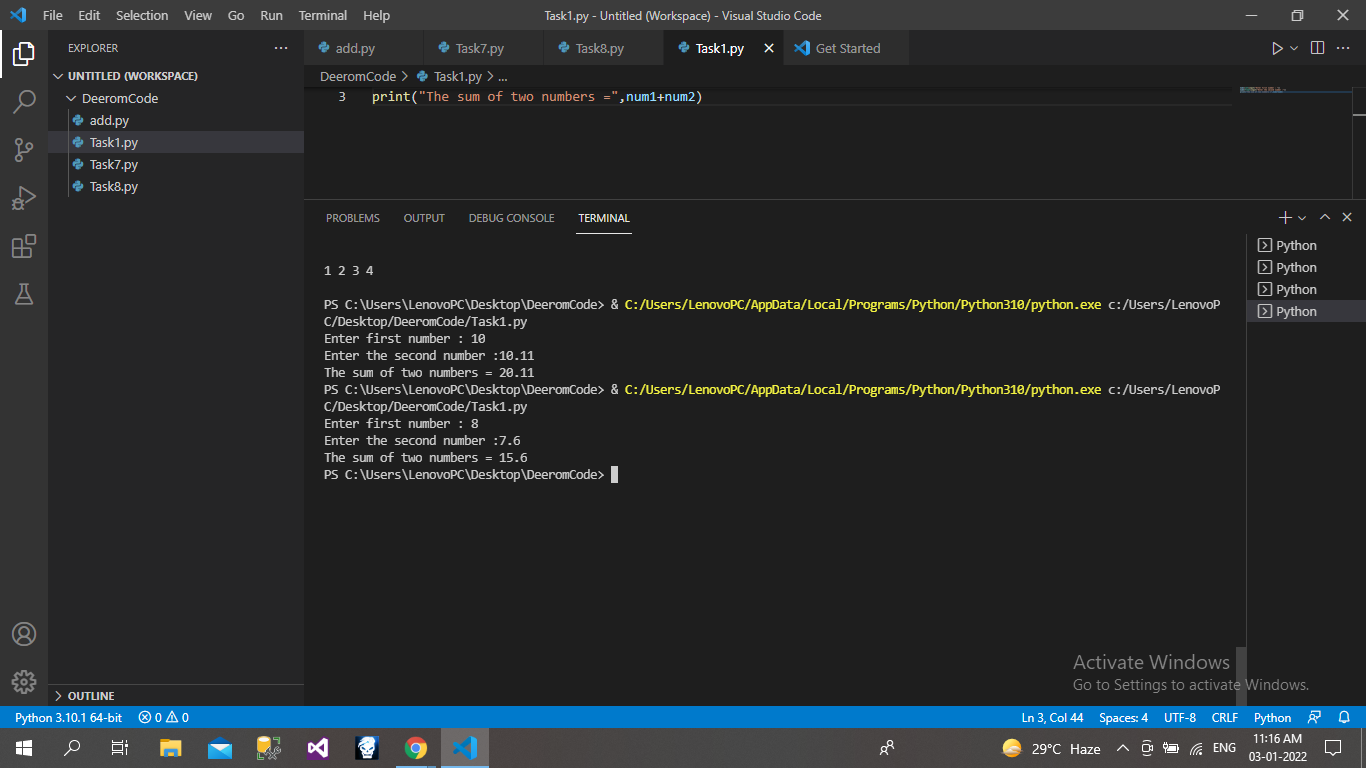 File Edit Selection View Go Run Terminal Help Task1.py - Untitled (Workspace) - Visual Studio Code
EXPLORER
UNTITLED (WORKSPACE)
DeeromCode
add.py
Task1.py
Task7.py
Task8.py
OUTLINE
add.py Task7.py Task8.py Task1.py Get Started
DeeromCode > Task1.py > ...
3 print("The sum of two numbers =",num1+num2)
PROBLEMS OUTPUT DEBUG CONSOLE TERMINAL
1 2 3 4
PS C:\Users\LenovoPC\Desktop\DeeromCode> & C:/Users/LenovoPC/AppData/Local/Programs/Python/Python310/python.exe c:/Users/LenovoP
C/Desktop/DeeromCode/Task1.py
Enter first number : 10
Enter the second number :10.11
The sum of two numbers = 20.11
PS C:\Users\LenovoPC\Desktop\DeeromCode> & C:/Users/LenovoPC/AppData/Local/Programs/Python/Python310/python.exe c:/Users/LenovoP
C/Desktop/DeeromCode/Task1.py
Enter first number : 8
Enter the second number :7.6
The sum of two numbers = 15.6
PS C:\Users\LenovoPC\Desktop\DeeromCode>
Python
Python
Python
Python
Activate Windows
Go to Settings to activate Windows.
Python 3.10.1 64-bit 0 0 Ln 3, Col 44 Spaces: 4 UTF-8 CRLF Python
29°C Haze ENG
11:16 AM
03-01-2022